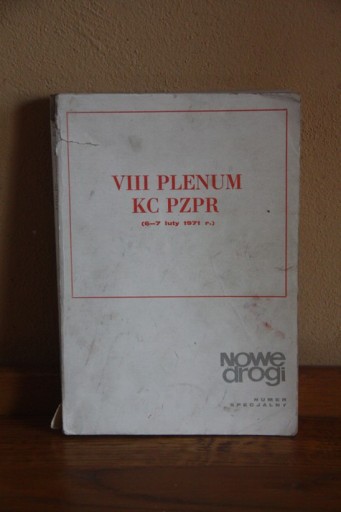 VIII PLENUM
KC PZPR
(6—7 luty 1971 r.)
Nowe
drogi
NUMER
SPECJALNY